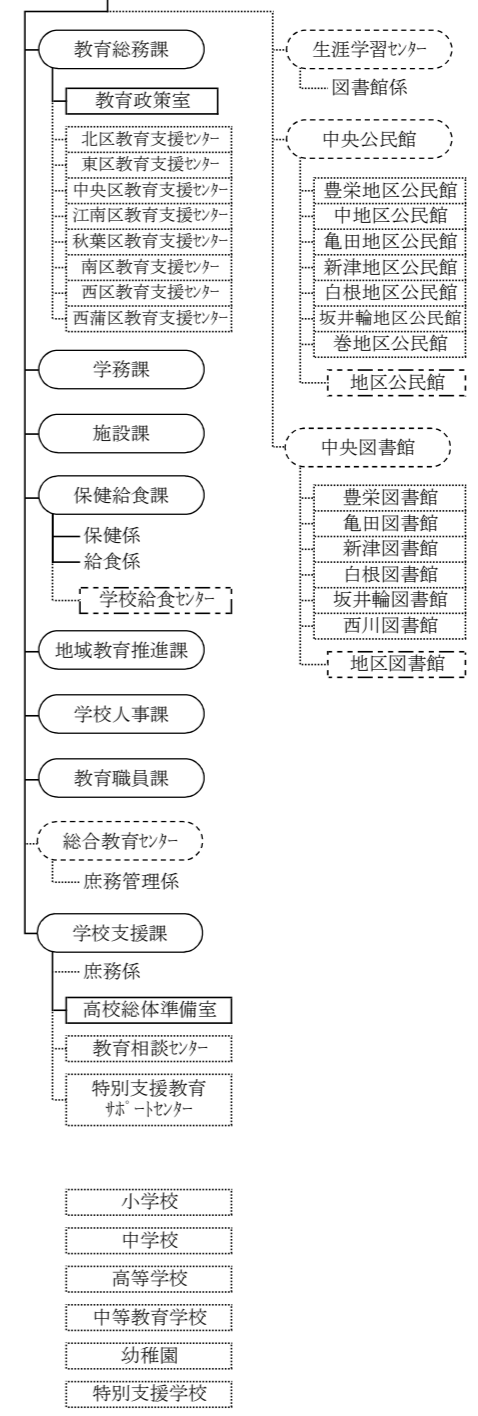 教育総務課
教育政策室
北区教育支援ｾﾝﾀｰ
東区教育支援ｾﾝﾀｰ
中央区教育支援ｾﾝﾀｰ
江南区教育支援ｾﾝﾀｰ
秋葉区教育支援ｾﾝﾀｰ
南区教育支援ｾﾝﾀｰ
西区教育支援ｾﾝﾀｰ
西蒲区教育支援ｾﾝﾀｰ
学務課
施設課
保健給食課
保健係
給食係
学校給食ｾﾝﾀｰ
地域教育推進課
学校人事課
教育職員課
総合教育ｾﾝﾀｰ
庶務管理係
学校支援課
庶務係
高校総体準備室
教育相談ｾﾝﾀｰ
特別支援教育
ｻﾎﾟｰﾄｾﾝﾀｰ
小学校
中学校
高等学校
中等教育学校
幼稚園
特別支援学校
生涯学習ｾﾝﾀｰ
図書館係
中央公民館
豊栄地区公民館
中地区公民館
亀田地区公民館
新津地区公民館
白根地区公民館
坂井輪地区公民館
巻地区公民館
地区公民館
中央図書館
豊栄図書館
亀田図書館
新津図書館
白根図書館
坂井輪図書館
西川図書館
地区図書館